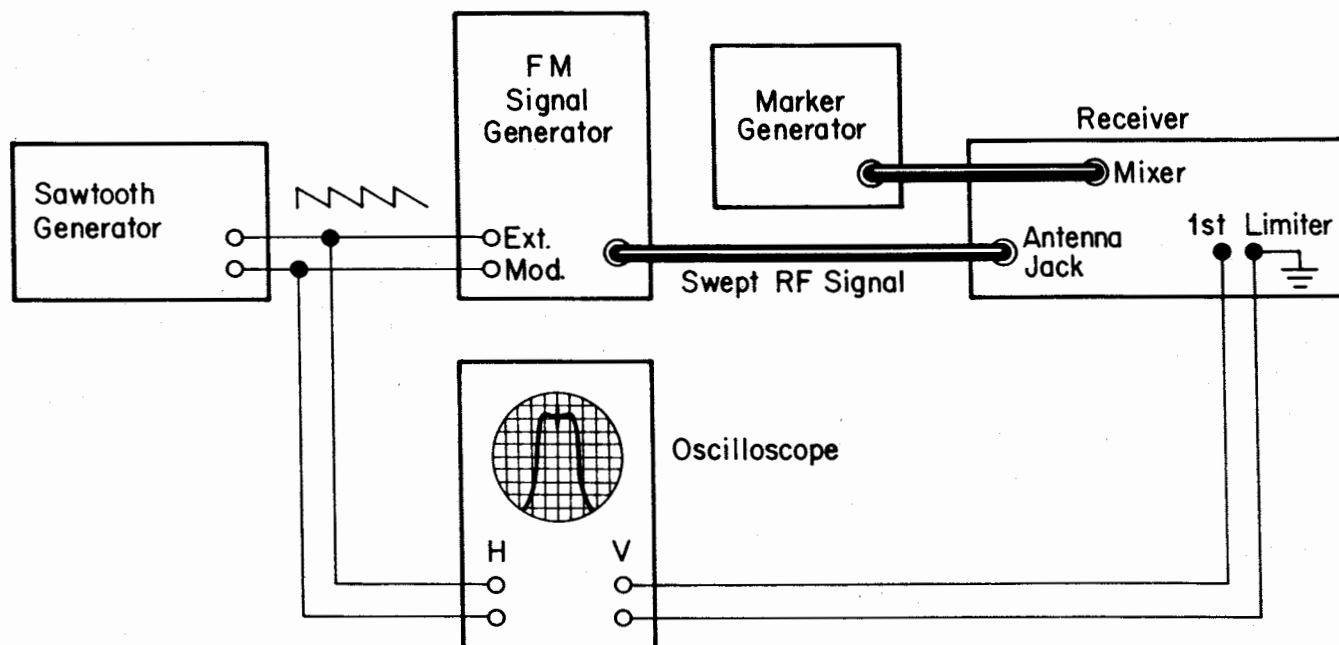 FM
Signal
Generator
Marker
Generator
Receiver
Sawtooth
Generator
Mixer
Ext.
Mod.
Antenna
Jack
1st Limiter
Swept RF Signal
Oscilloscope
H V